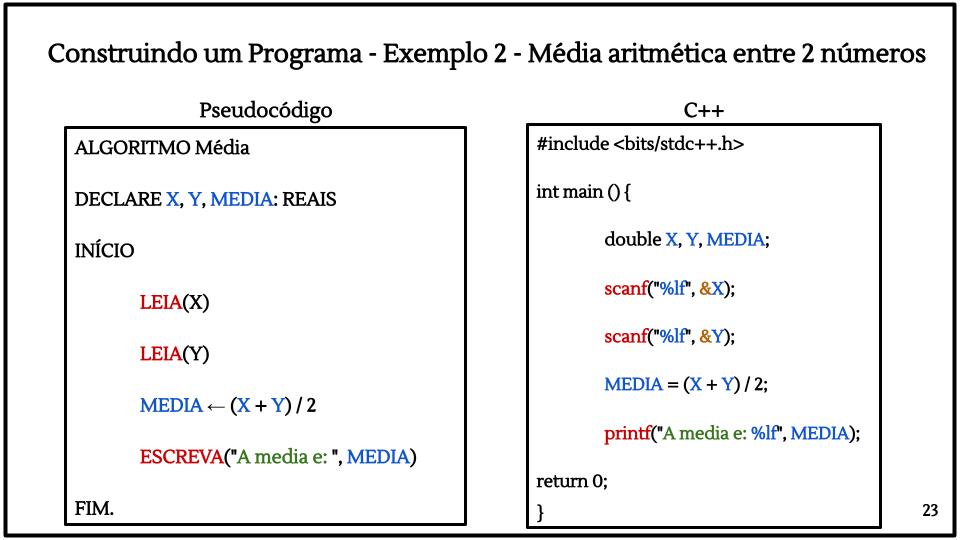 Construindo um Programa - Exemplo 2 - Média aritmética entre 2 números
Pseudocódigo
ALGORITMO Média
DECLARE X, Y, MEDIA: REAIS
INÍCIO
LEIA(X)
LEIA(Y)
MEDIA ← (X + Y) / 2
ESCREVA("A media e: ", MEDIA)
FIM.
C++
#include <bits/stdc++.h>
int main () {
double X, Y, MEDIA;
scanf("%lf", &X);
scanf("%lf", &Y);
MEDIA = (X + Y) / 2;
printf("A media e: %lf", MEDIA);
return 0;
}
23